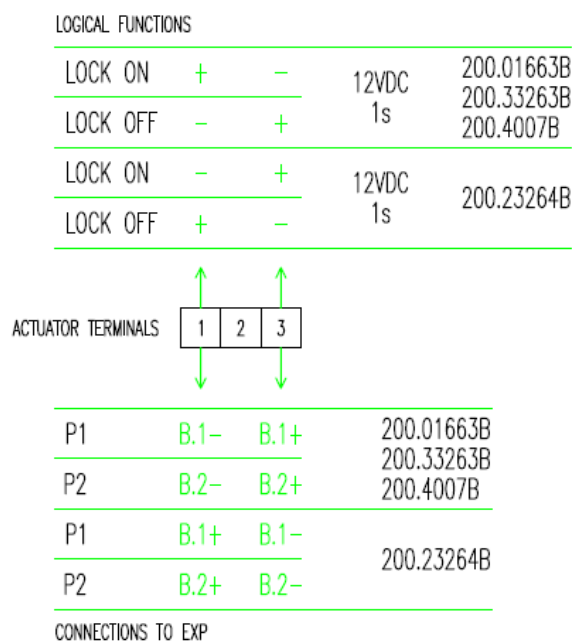 LOGICAL FUNCTIONS
LOCK ON + − 12VDC 1s 200.01663B
LOCK OFF − + 200.33263B
200.4007B
LOCK ON − + 12VDC 1s 200.23264B
LOCK OFF + −
ACTUATOR TERMINALS 1 2 3
P1 B.1− B.1+ 200.01663B
200.33263B
P2 B.2− B.2+ 200.4007B
P1 B.1+ B.1− 200.23264B
P2 B.2+ B.2−
CONNECTIONS TO EXP